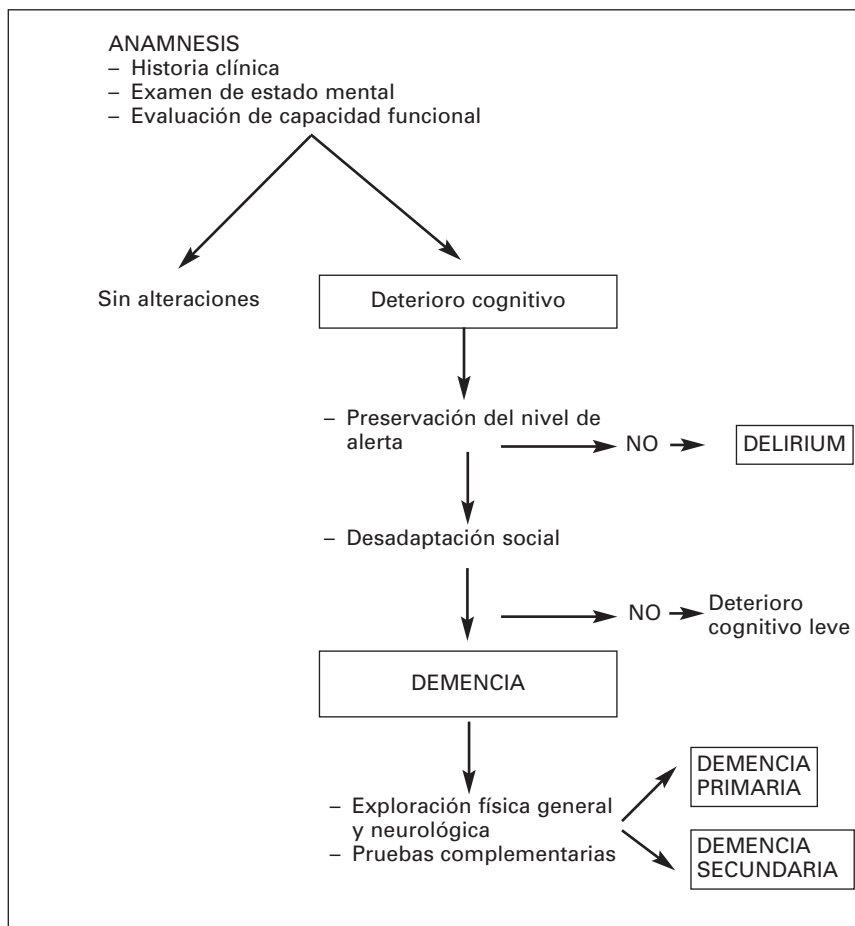 ANAMNESIS
– Historia clínica
– Examen de estado mental
– Evaluación de capacidad funcional
Sin alteraciones
Deterioro cognitivo
– Preservación del nivel de
alerta
NO
DELIRIUM
– Desadaptación social
NO
Deterioro
cognitivo leve
DEMENCIA
– Exploración física general
y neurológica
– Pruebas complementarias
DEMENCIA
PRIMARIA
DEMENCIA
SECUNDARIA